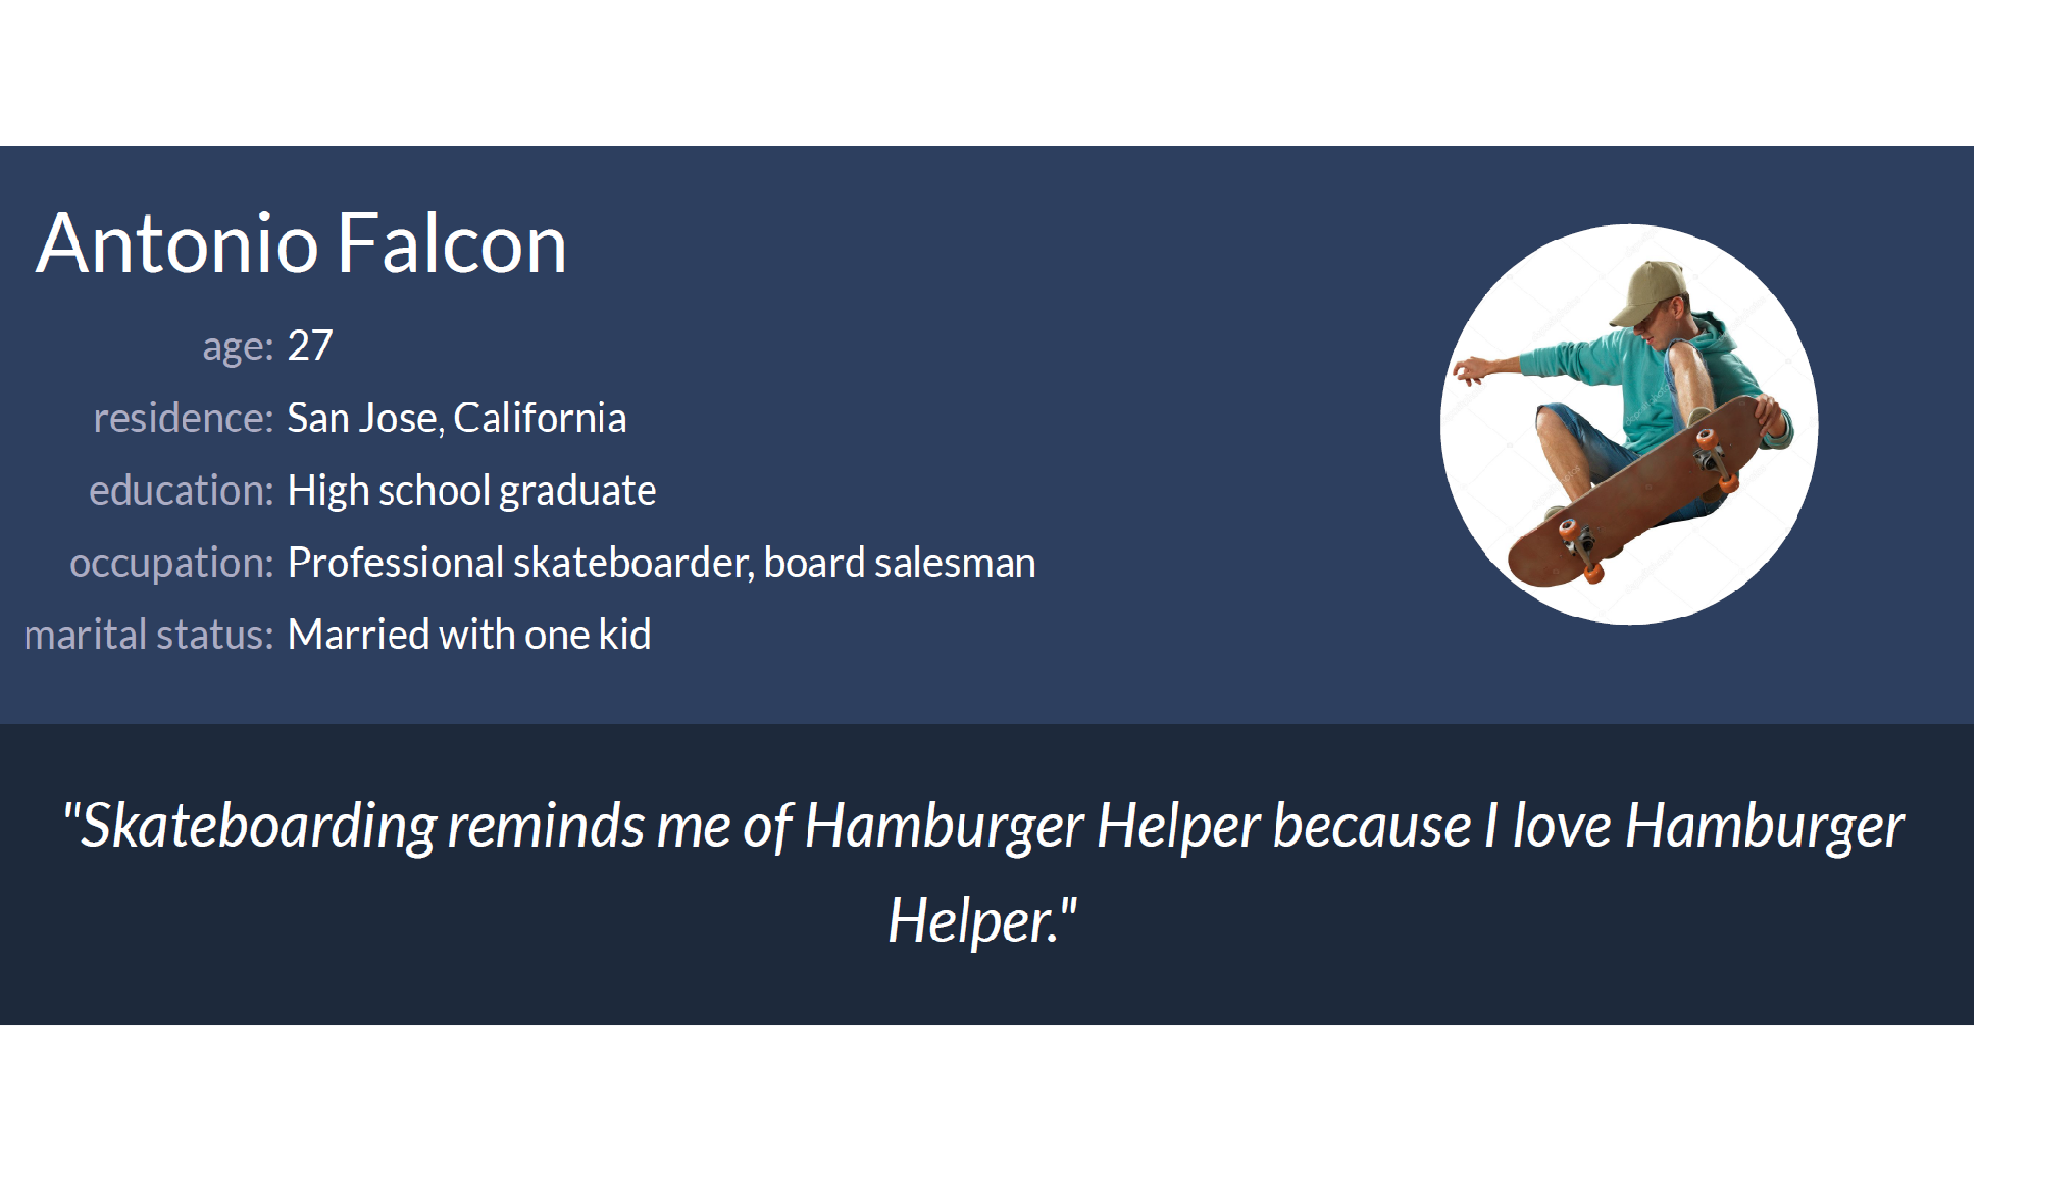 Antonio Falcon
age: 27
residence: San Jose, California
education: High school graduate
occupation: Professional skateboarder, board salesman
marital status: Married with one kid
"Skateboarding reminds me of Hamburger Helper because I love Hamburger
Helper."